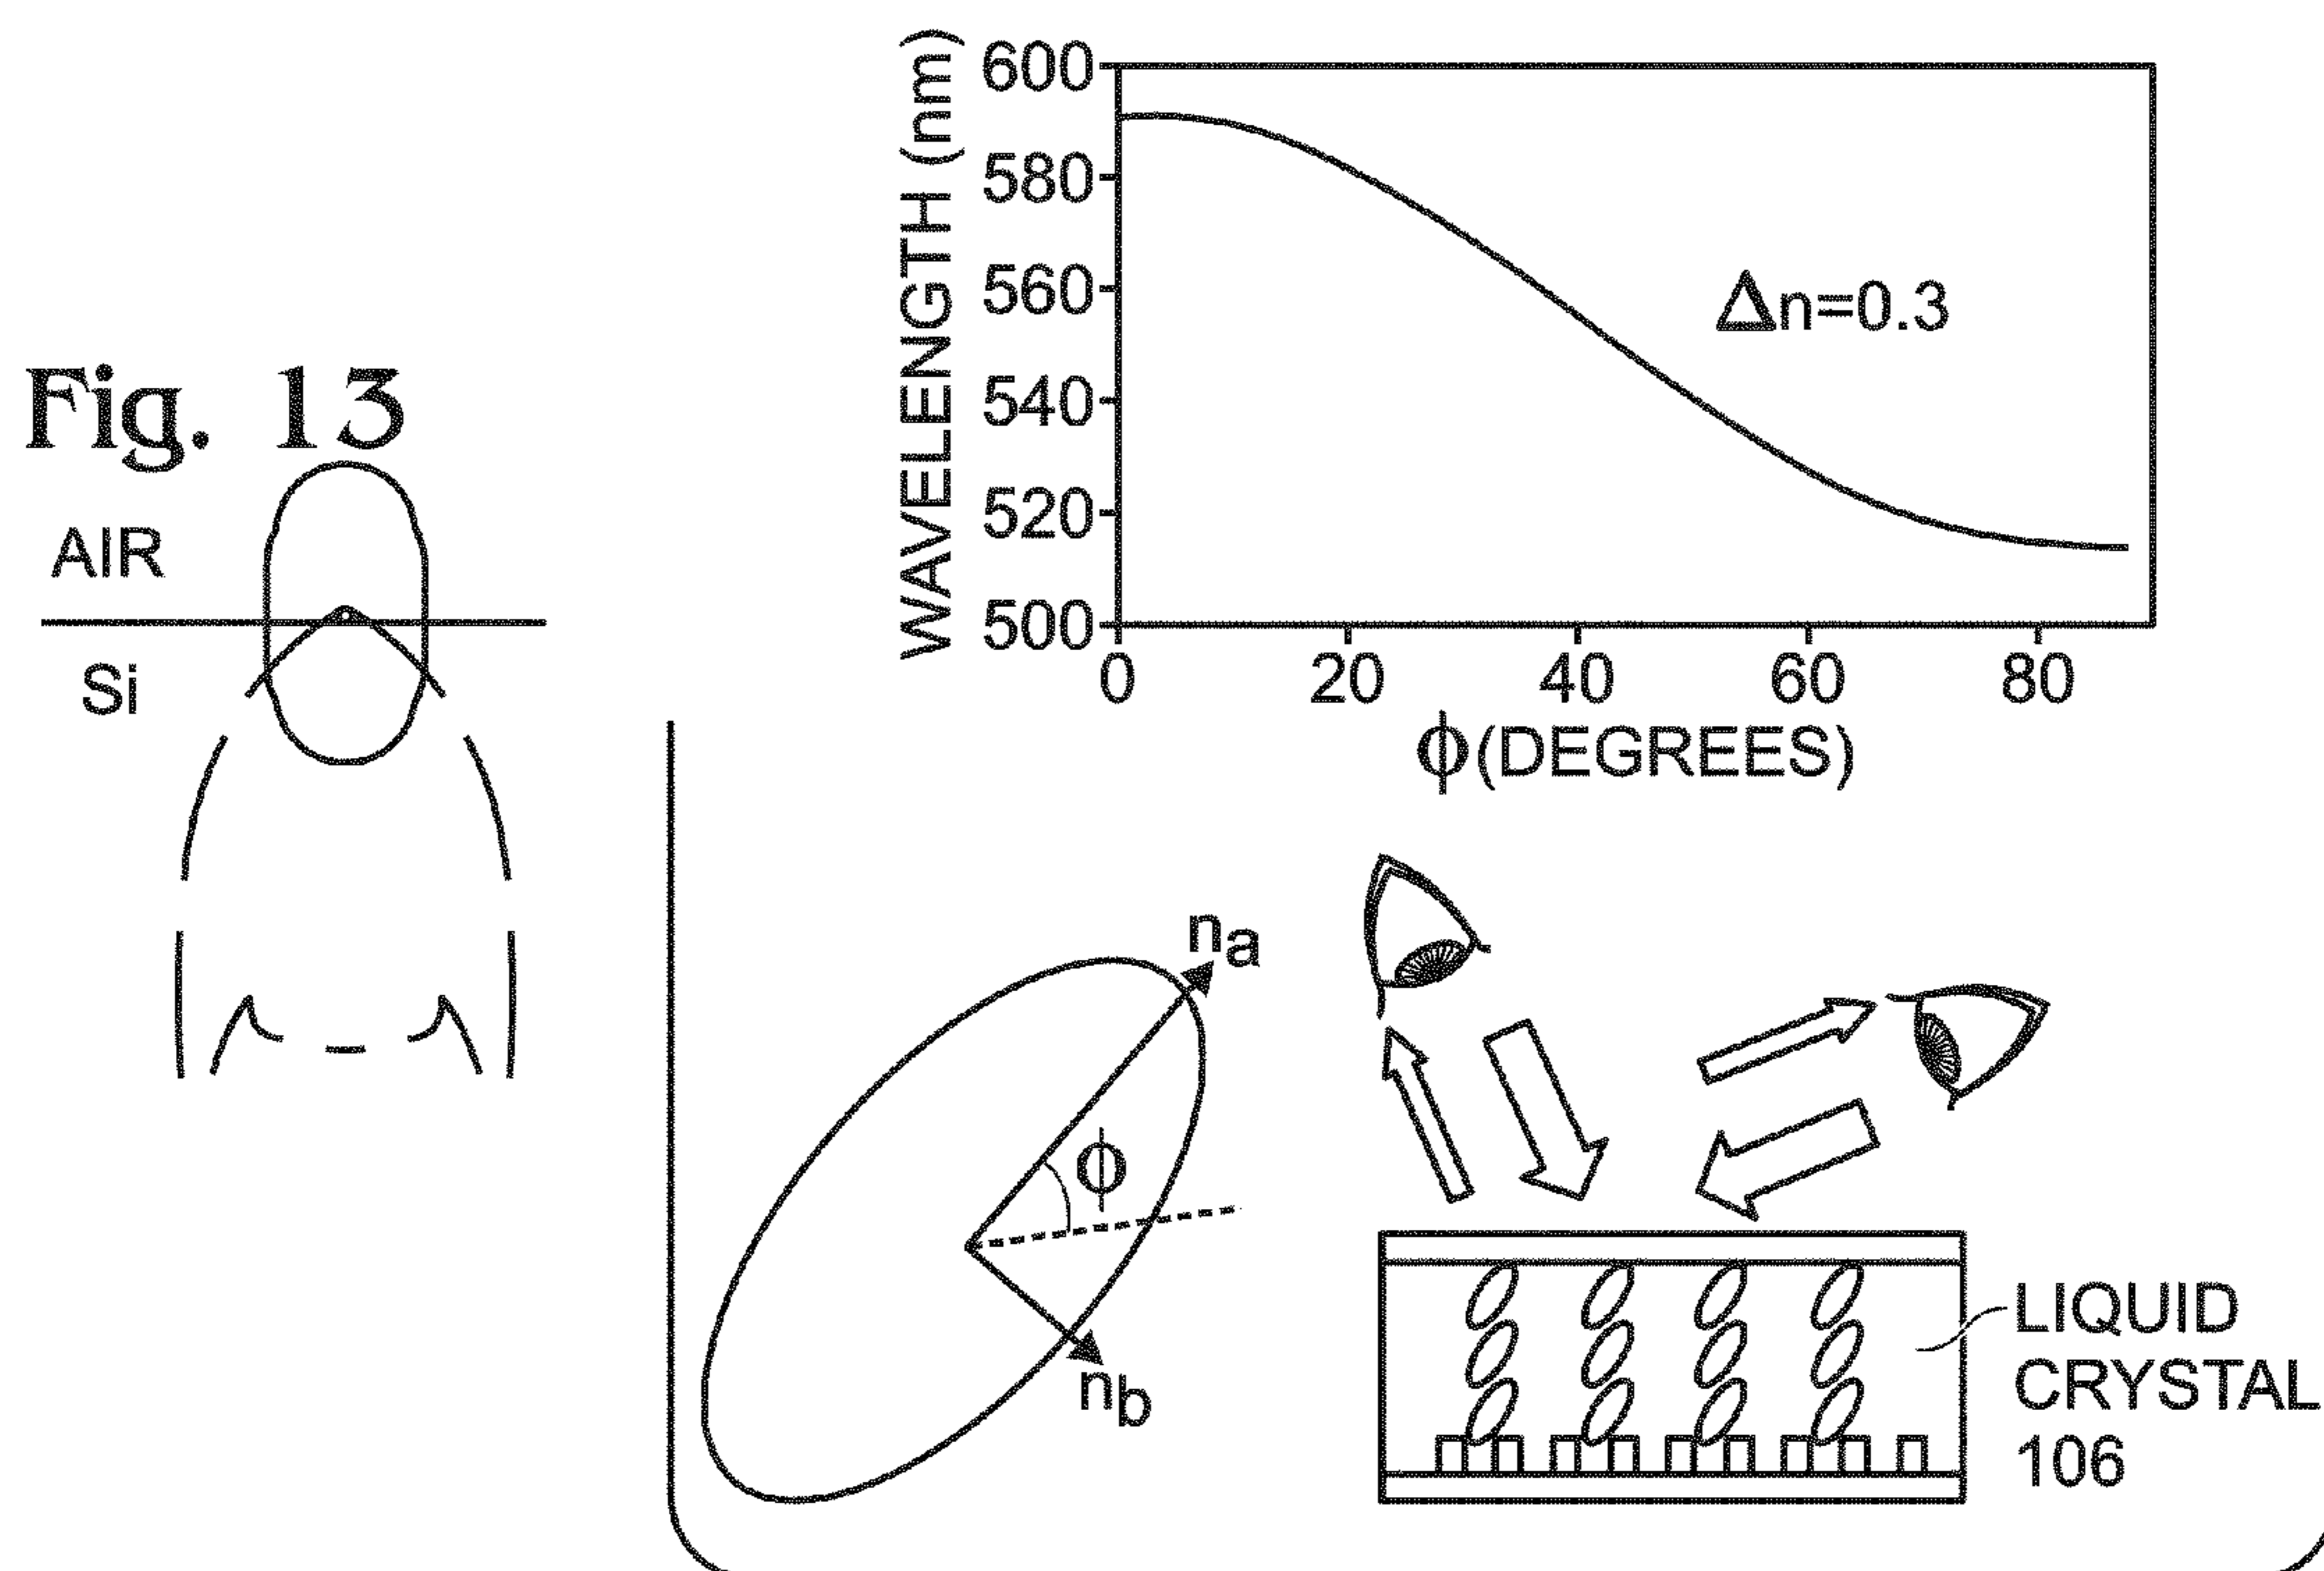 Fig. 13
AIR
Si
WAVELENGTH (nm)
600
580
560
540
520
500
0 20 40 60 80
ϕ(DEGREES)
Δn=0.3
na
ϕ
nb
LIQUID
CRYSTAL
106